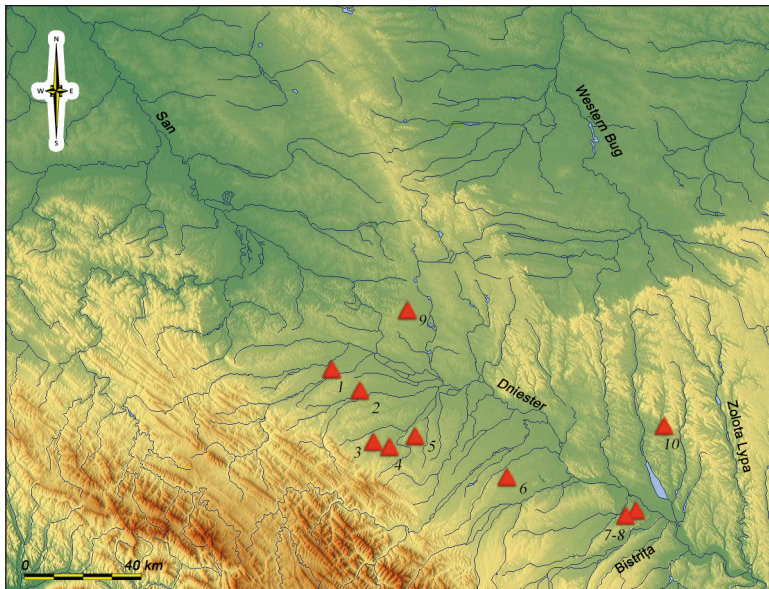 N
W E
S
San
Western Bug
9
1
2
Dniester
Zolota Lypa
10
5
3
4
6
7-8
Bistrița
0 40 km